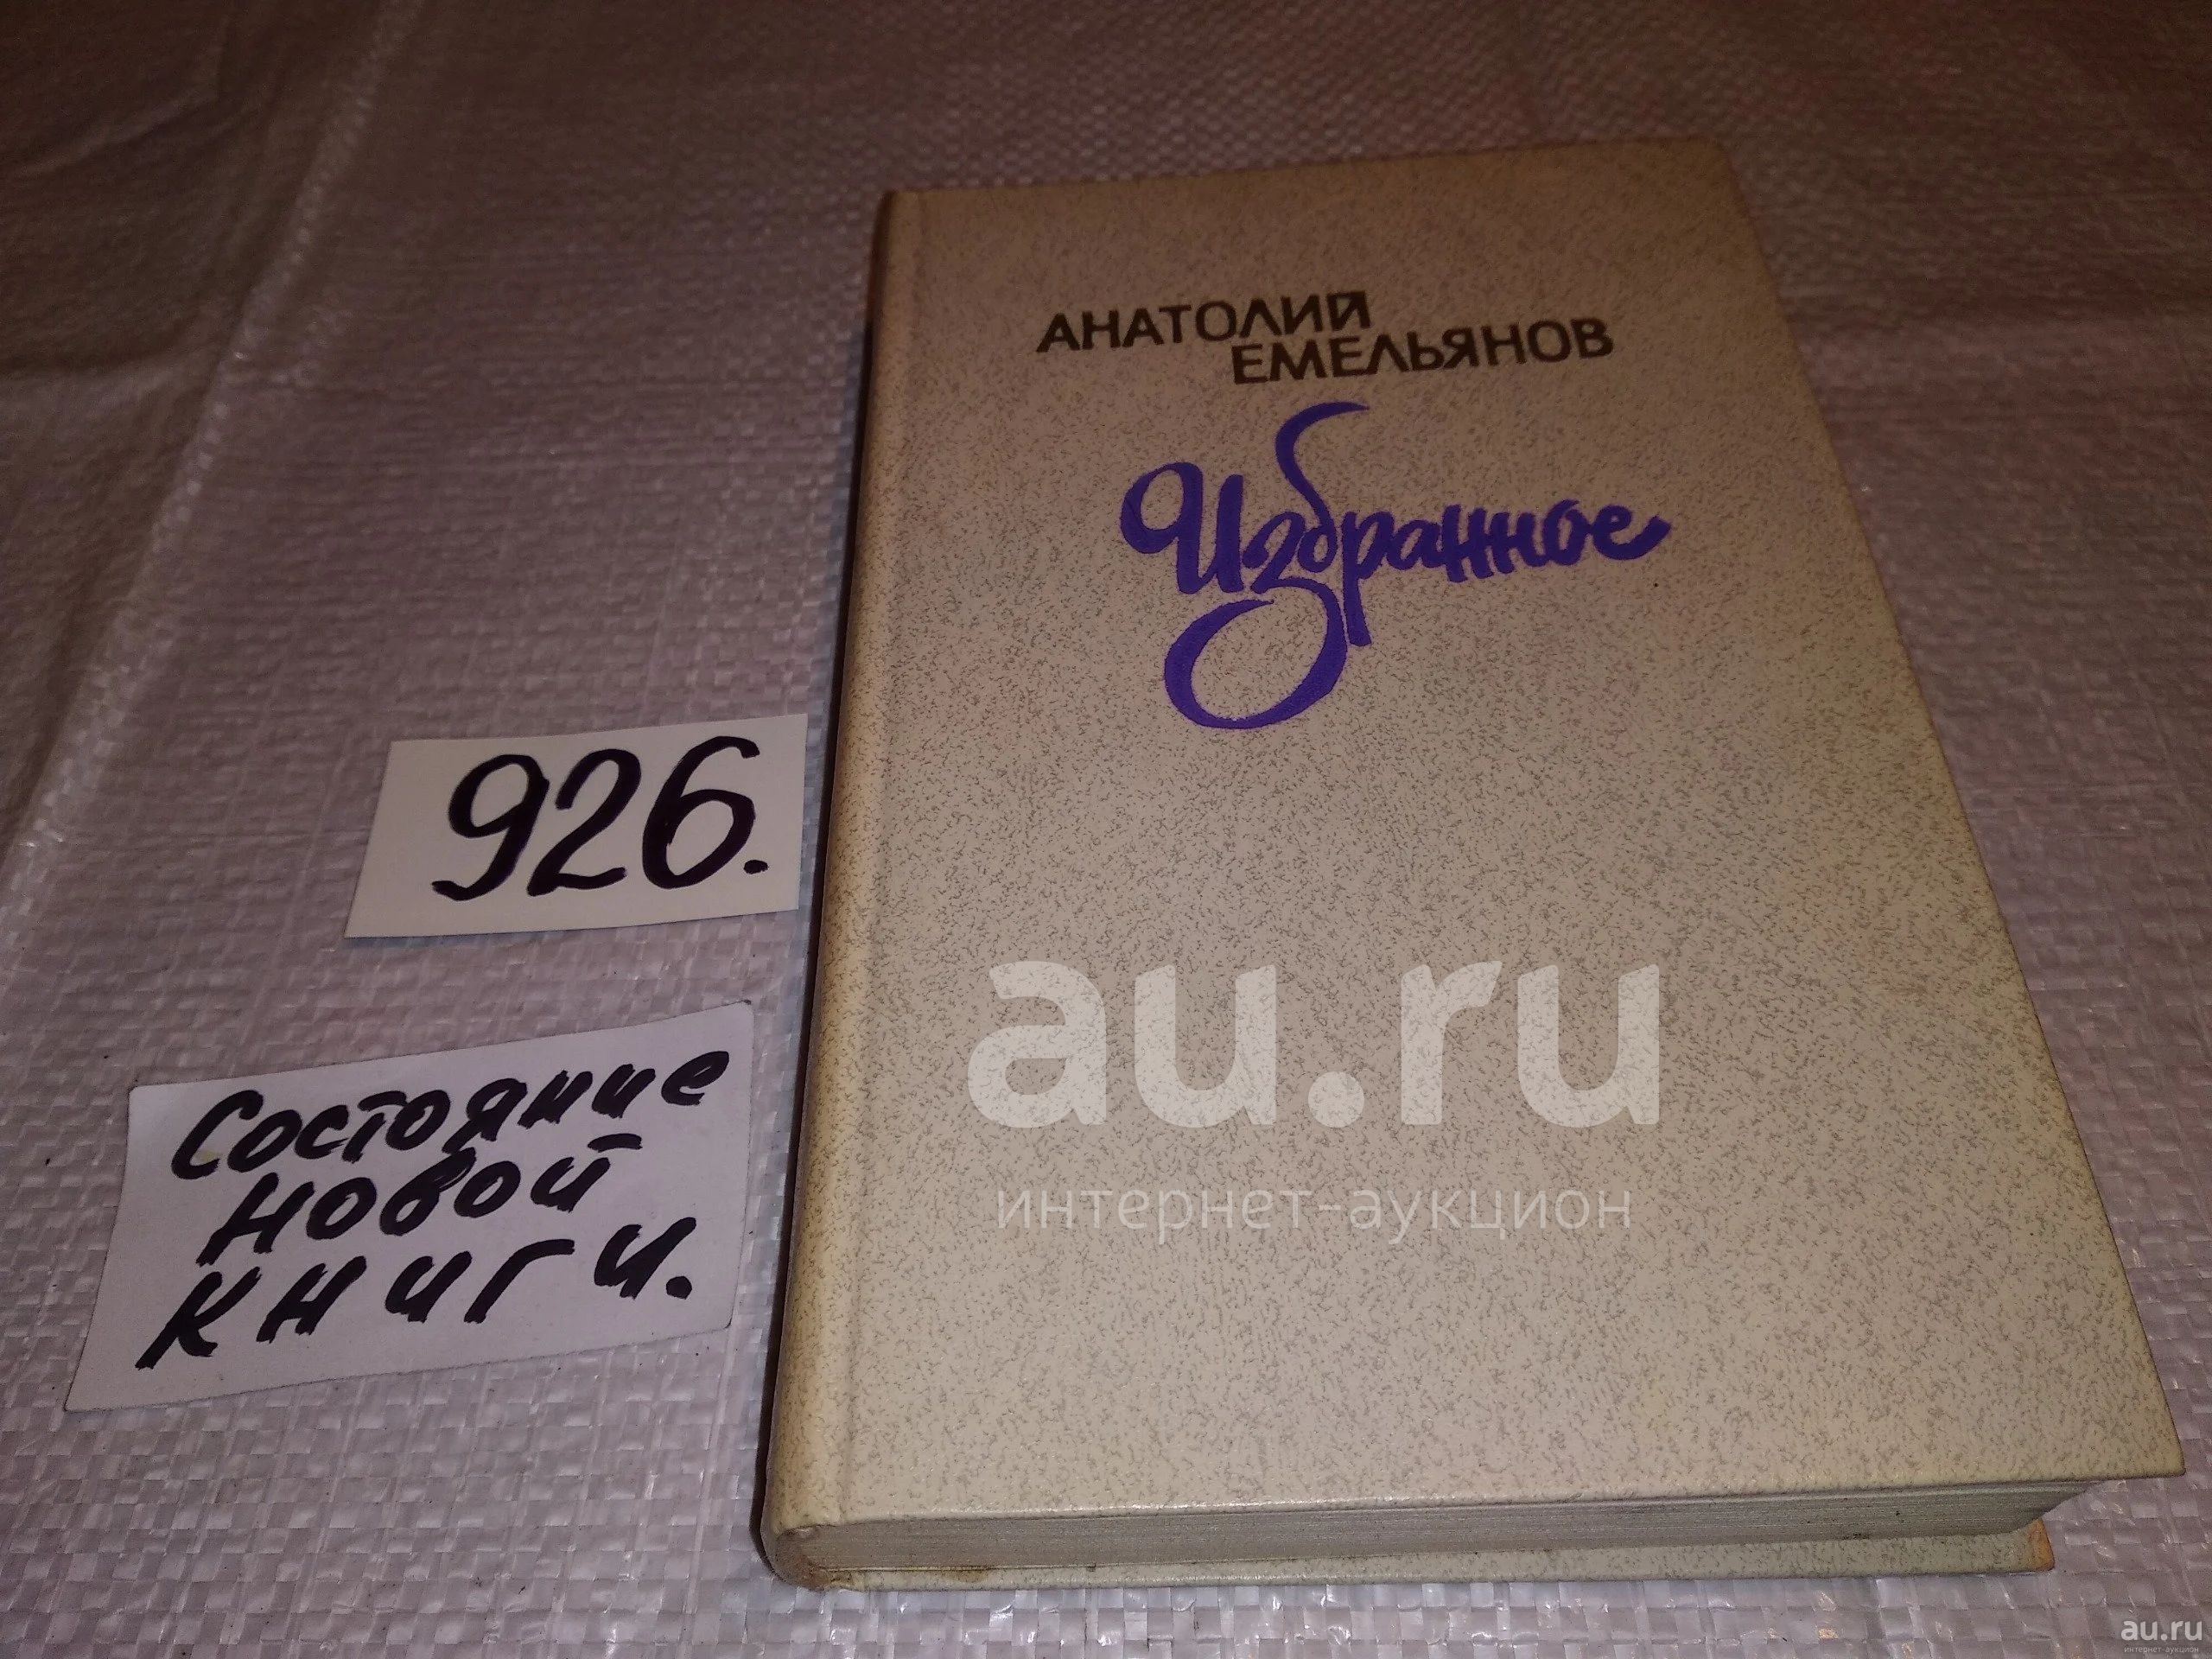 АНАТОЛИЙ
ЕМЕЛЬЯНОВ
Избранное
926.
Состояние
новой
книги.
au.ru
интернет-аукцион
au.ru
интернет-аукцион